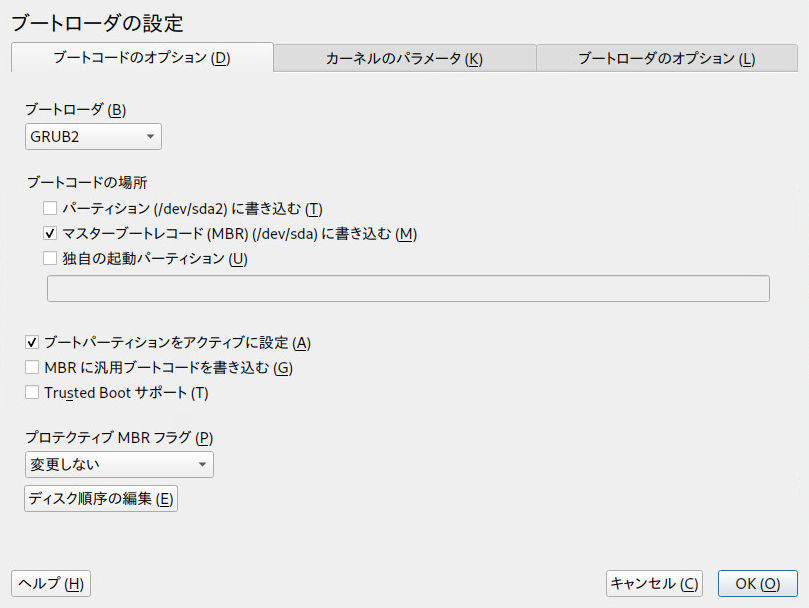 ブートローダの設定
ブートコードのオプション (D)
カーネルのパラメータ (K)
ブートローダのオプション (L)
ブートローダ (B)
GRUB2
ブートコードの場所
パーティション (/dev/sda2) に書き込む (T)
マスターブートレコード (MBR) (/dev/sda) に書き込む (M)
独自の起動パーティション (U)
ブートパーティションをアクティブに設定 (A)
MBR に汎用ブートコードを書き込む (G)
Trusted Boot サポート (T)
プロテクティブ MBR フラグ (P)
変更しない
ディスク順序の編集 (E)
ヘルプ (H)
キャンセル (C)
OK (O)